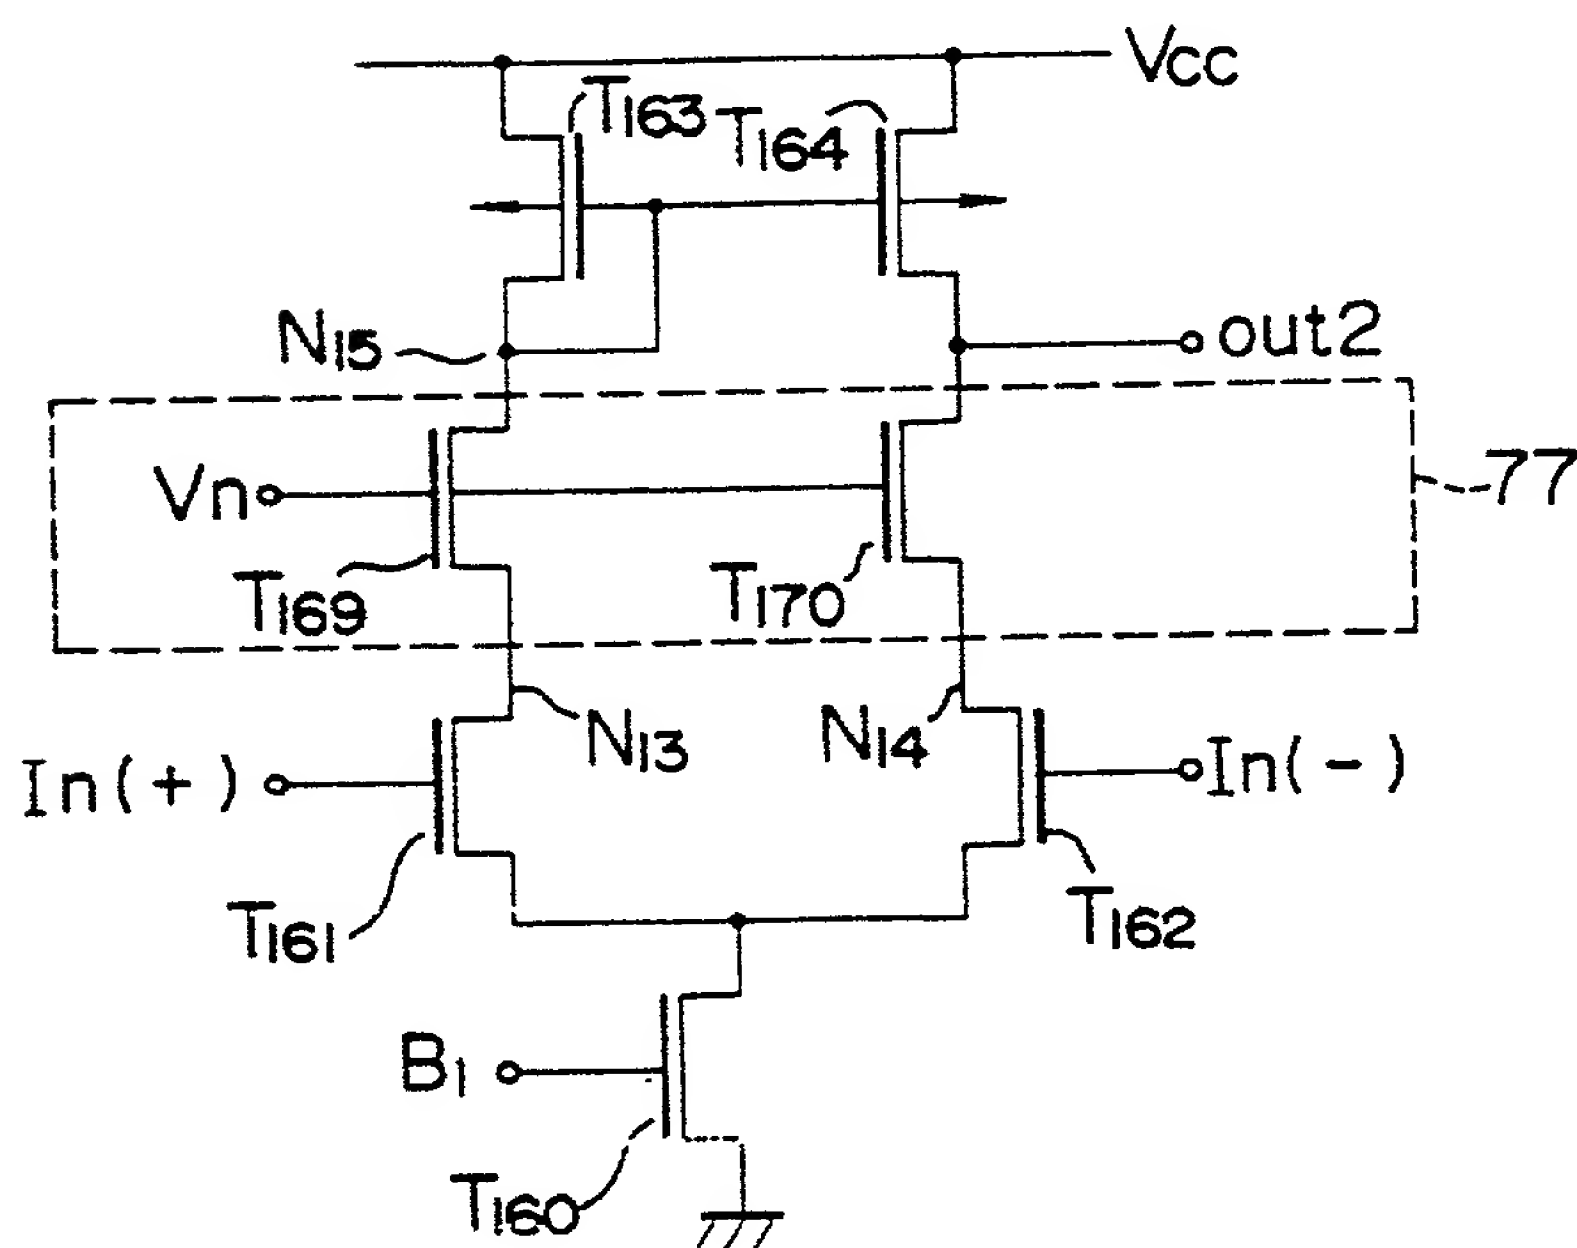 Vcc
T163
T164
N15
out2
Vn
77
T169
T170
N13
N14
In(+)
In(-)
T161
T162
B1
T160